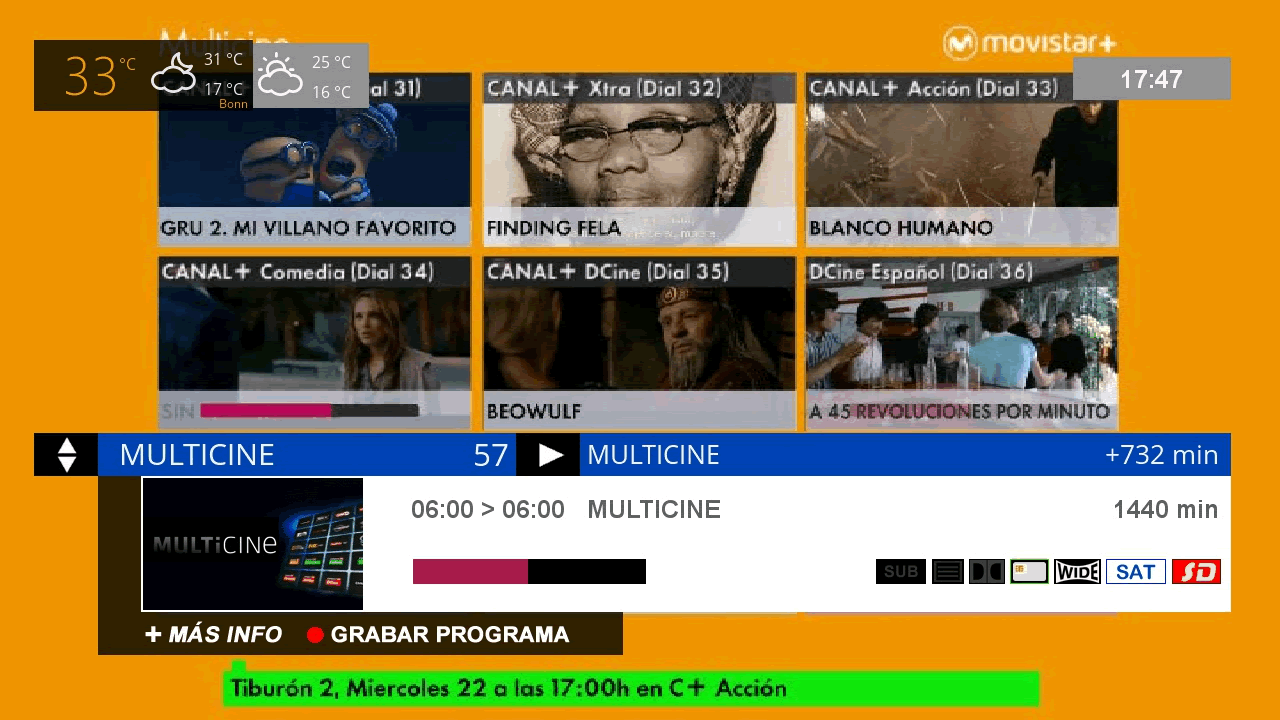 Multicine
movistar+
33 °C
31 °C
17 °C
Bonn
25 °C
16 °C
17:47
al 31)
CANAL+ Xtra (Dial 32)
CANAL+ Acción (Dial 33)
GRU 2. MI VILLANO FAVORITO
FINDING FELA
BLANCO HUMANO
CANAL+ Comedia (Dial 34)
CANAL+ DCine (Dial 35)
DCine Español (Dial 36)
SIN
BEOWULF
A 45 REVOLUCIONES POR MINUTO
MULTICINE 57
MULTICINE +732 min
MULTiCINe
06:00 > 06:00 MULTICINE 1440 min
SUB WIDE SAT SD
+ MÁS INFO GRABAR PROGRAMA
Tiburón 2, Miercoles 22 a las 17:00h en C+ Acción